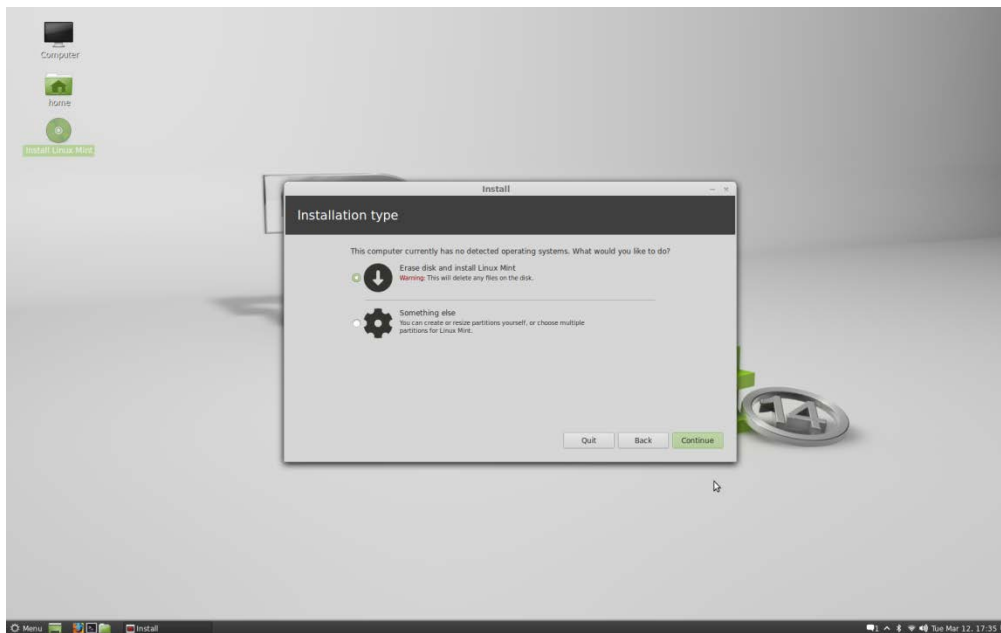 Computer
home
Install Linux Mint
Install
Installation type
This computer currently has no detected operating systems. What would you like to do?
Erase disk and install Linux Mint
Warning: This will delete any files on the disk.
Something else
You can create or resize partitions yourself, or choose multiple
partitions for Linux Mint.
Quit
Back
Continue
14
Menu
Install
1
Tue Mar 12, 17:35